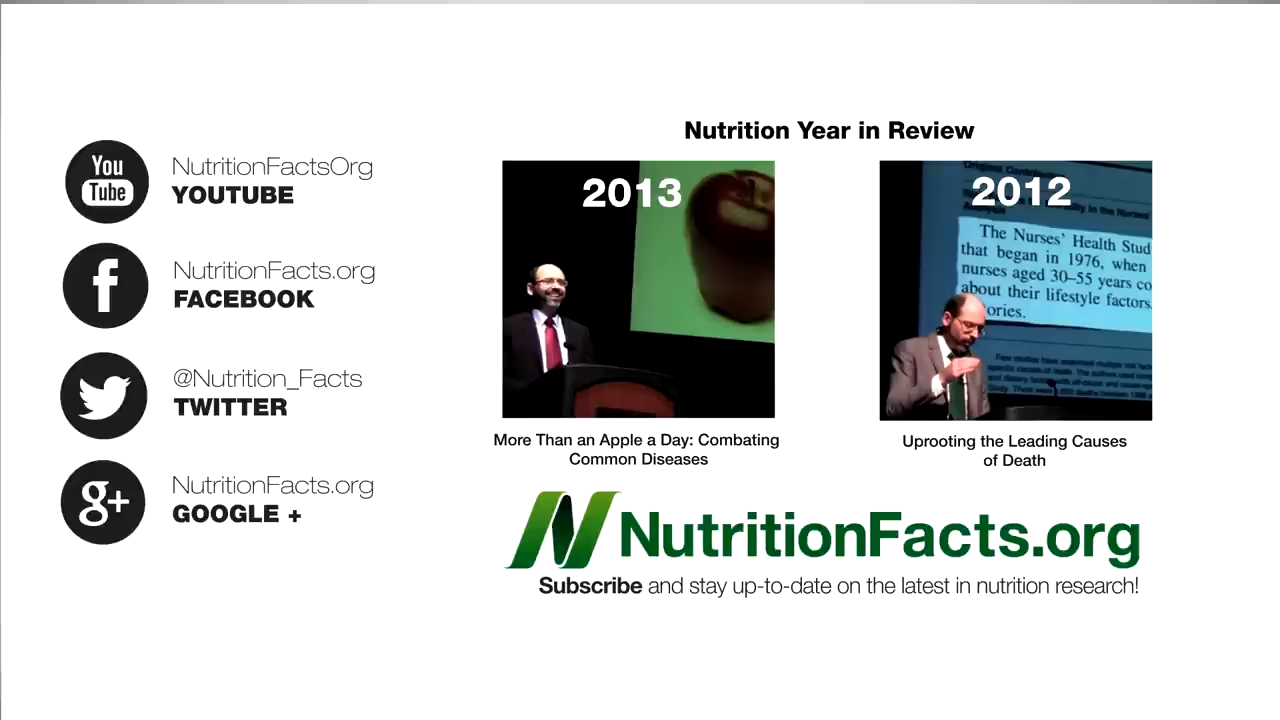 You
Tube
NutritionFactsOrg
YOUTUBE
f
NutritionFacts.org
FACEBOOK
@Nutrition_Facts
TWITTER
g+
NutritionFacts.org
GOOGLE +
Nutrition Year in Review
2013
More Than an Apple a Day: Combating
Common Diseases
2012
The Nurses' Health Stud
that began in 1976, when
nurses aged 30–55 years co
about their lifestyle factors
ories.
Uprooting the Leading Causes
of Death
NutritionFacts.org
Subscribe and stay up-to-date on the latest in nutrition research!